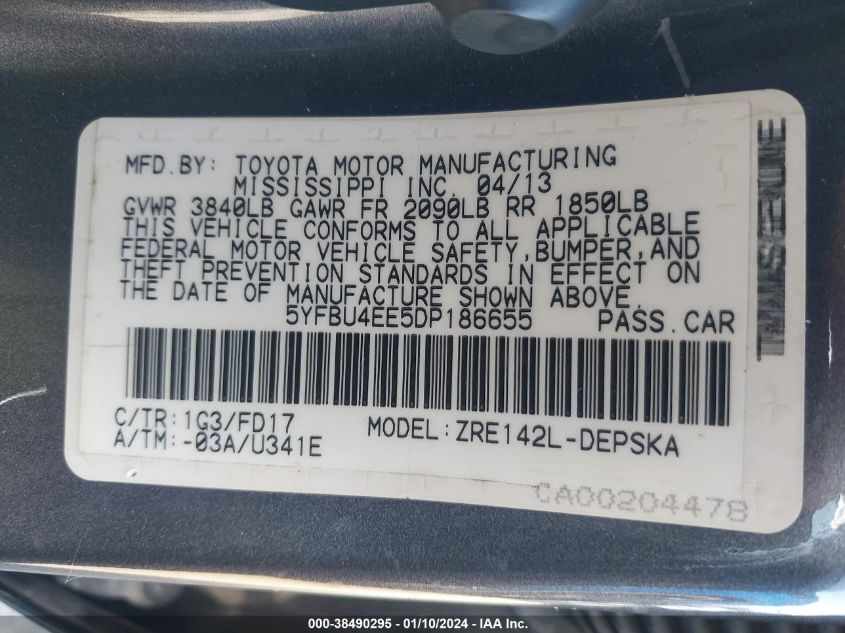 MFD.BY: TOYOTA MOTOR MANUFACTURING
MISSISSIPPI INC. 04/13
GVWR 3840LB GAWR FR 2090LB RR 1850LB
THIS VEHICLE CONFORMS TO ALL APPLICABLE
FEDERAL MOTOR VEHICLE SAFETY,BUMPER,AND
THEFT PREVENTION STANDARDS IN EFFECT ON
THE DATE OF MANUFACTURE SHOWN ABOVE.
5YFBU4EE5DP186655 PASS.CAR
C/TR:1G3/FD17
A/TM:-03A/U341E
MODEL:ZRE142L-DEPSKA
CA00204478
000-38490295 - 01/10/2024 - IAAI.COM